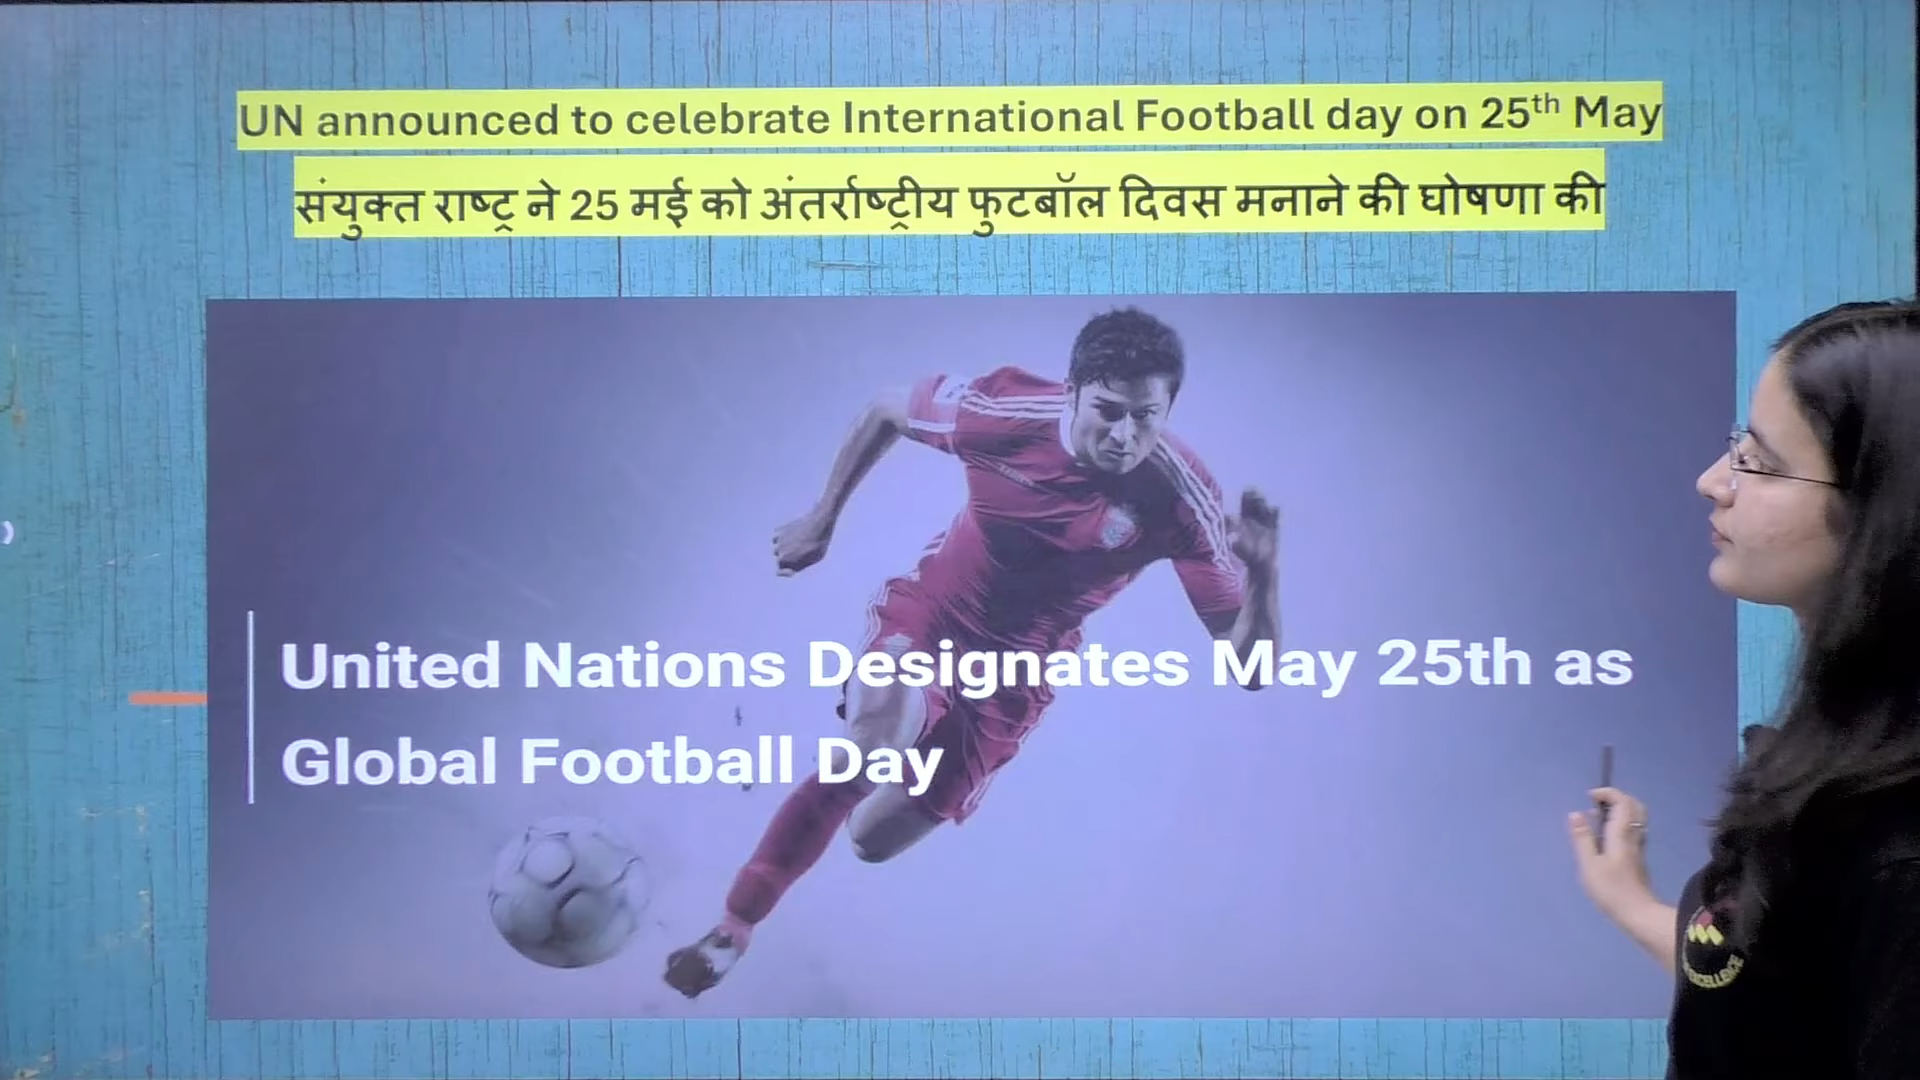 UN announced to celebrate International Football day on 25th May
संयुक्त राष्ट्र ने 25 मई को अंतर्राष्ट्रीय फुटबॉल दिवस मनाने की घोषणा की
United Nations Designates May 25th as
Global Football Day